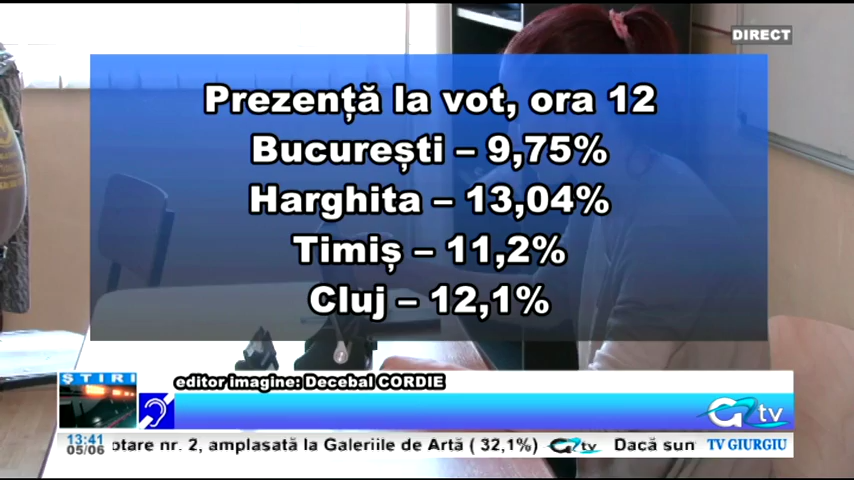 DIRECT
Prezență la vot, ora 12
București – 9,75%
Harghita – 13,04%
Timiș – 11,2%
Cluj – 12,1%
ȘTIRI
editor imagine: Decebal CORDIE
G tv
13:41
05/06
otare nr. 2, amplasată la Galeriile de Artă ( 32,1%) G tv Dacă sun
TV GIURGIU